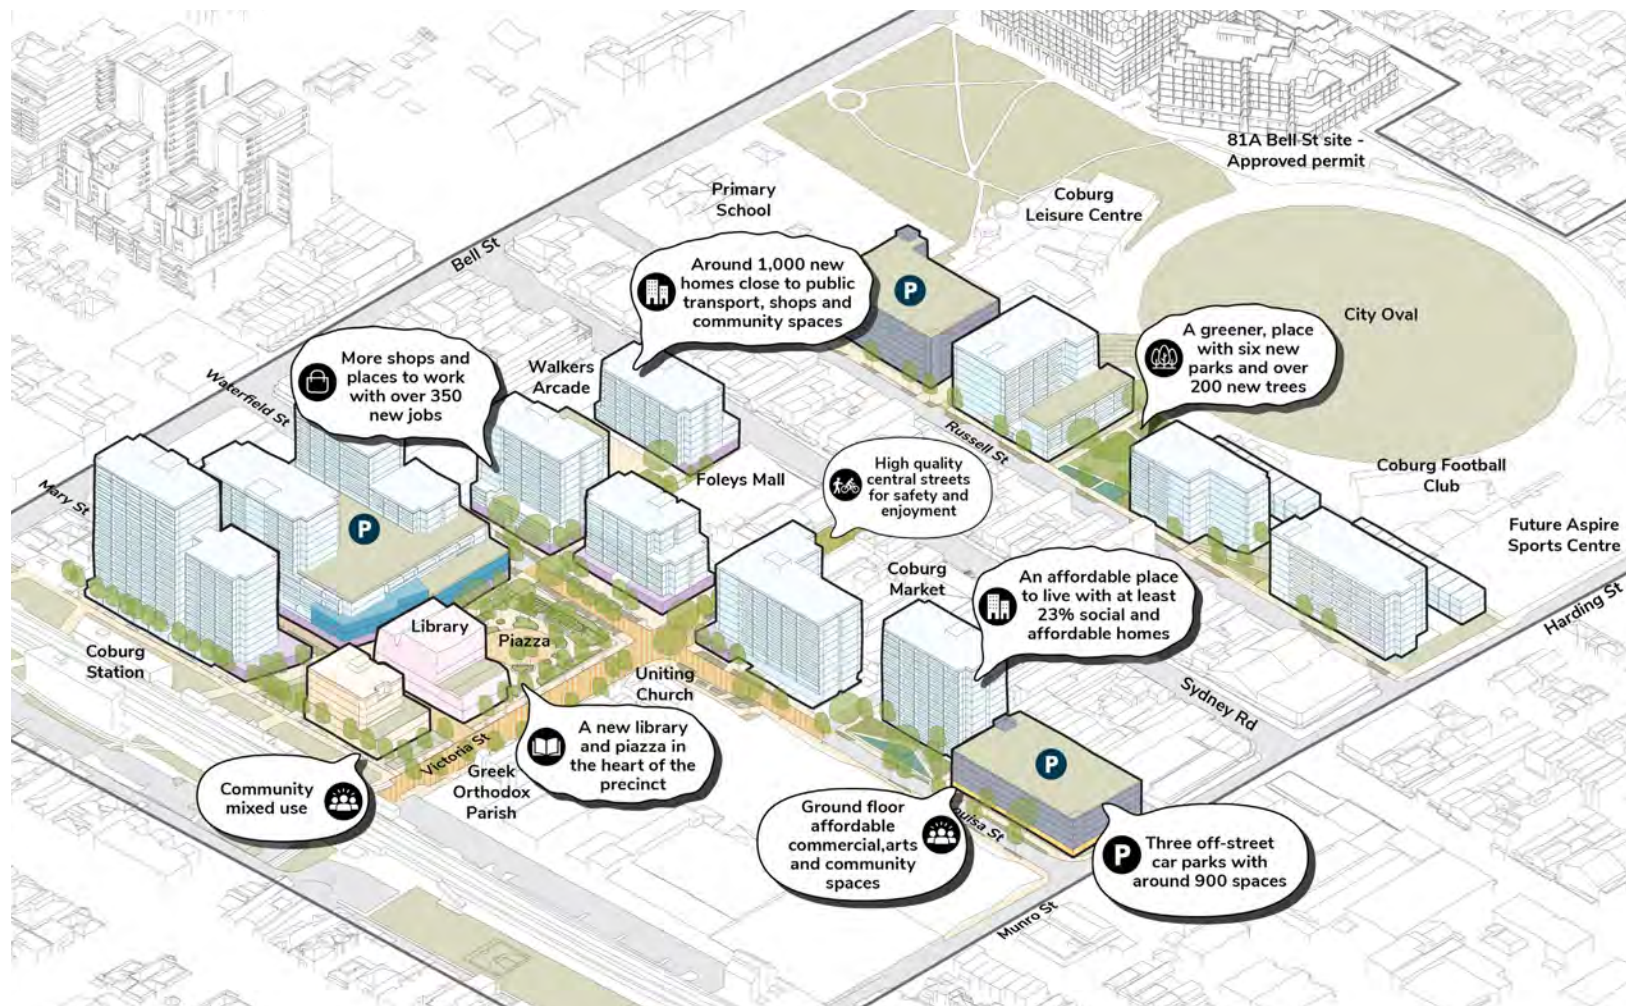 81A Bell St site -
Approved permit
Primary
School
Coburg
Leisure Centre
Bell St
Around 1,000 new
homes close to public
transport, shops and
community spaces
P
City Oval
A greener, place
with six new
parks and over
200 new trees
More shops and
places to work
with over 350
new jobs
Walkers
Arcade
Waterfield St
Russell St
Mary St
Foleys Mall
High quality
central streets
for safety and
enjoyment
Coburg Football
Club
Future Aspire
Sports Centre
P
Coburg
Market
An affordable place
to live with at least
23% social and
affordable homes
Harding St
Library
Piazza
Coburg
Station
Uniting
Church
Sydney Rd
A new library
and piazza in
the heart of the
precinct
Victoria St
Greek
Orthodox
Parish
P
Community
mixed use
Ground floor
affordable
commercial,arts
and community
spaces
ouisa St
P
Three off-street
car parks with
around 900 spaces
Munro St